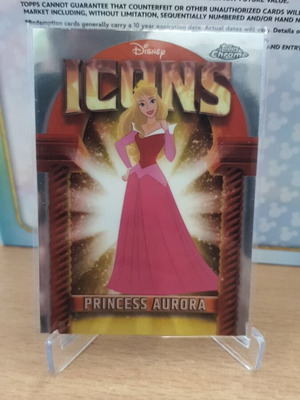 TOPPS CANNOT GUARANTEE THAT COUNTERFEIT OR OTHER UNAUTHORIZED CARDS WILL
MARKET INCLUDING, WITHOUT LIMITATION, SEQUENTIALLY NUMBERED AND/OR HAND
Redemption cards generally carry a 10 year expiration date. Actual dates will vary. Details
AND
Disney
Topps
Chrome
ICONS
PRINCESS AURORA